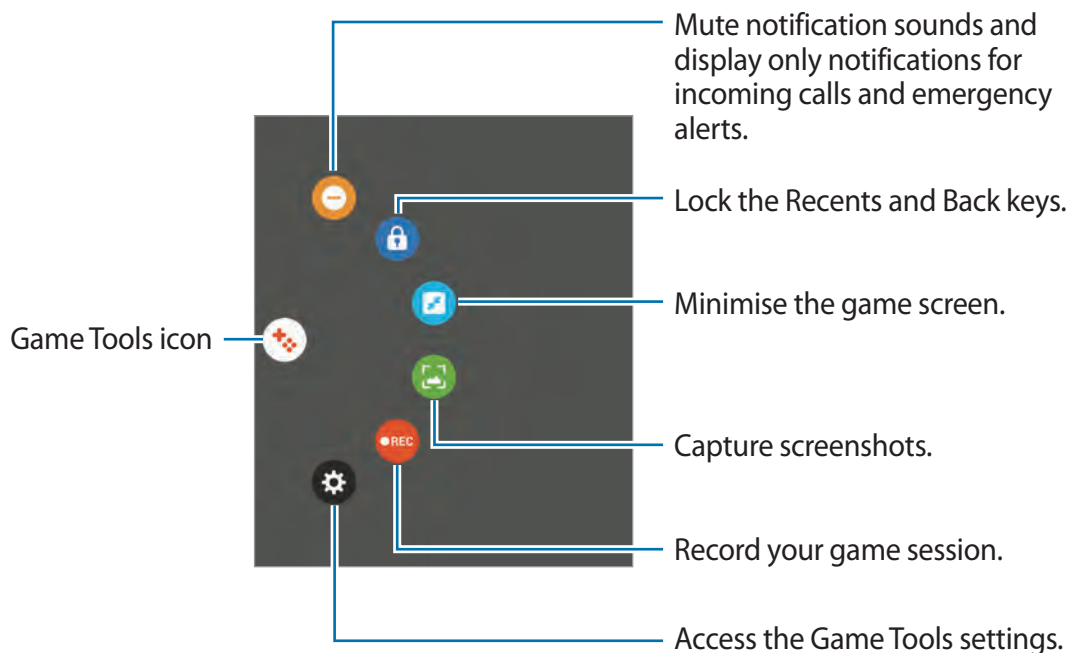 Mute notification sounds and
display only notifications for
incoming calls and emergency
alerts.
Lock the Recents and Back keys.
Minimise the game screen.
Game Tools icon
Capture screenshots.
REC
Record your game session.
Access the Game Tools settings.